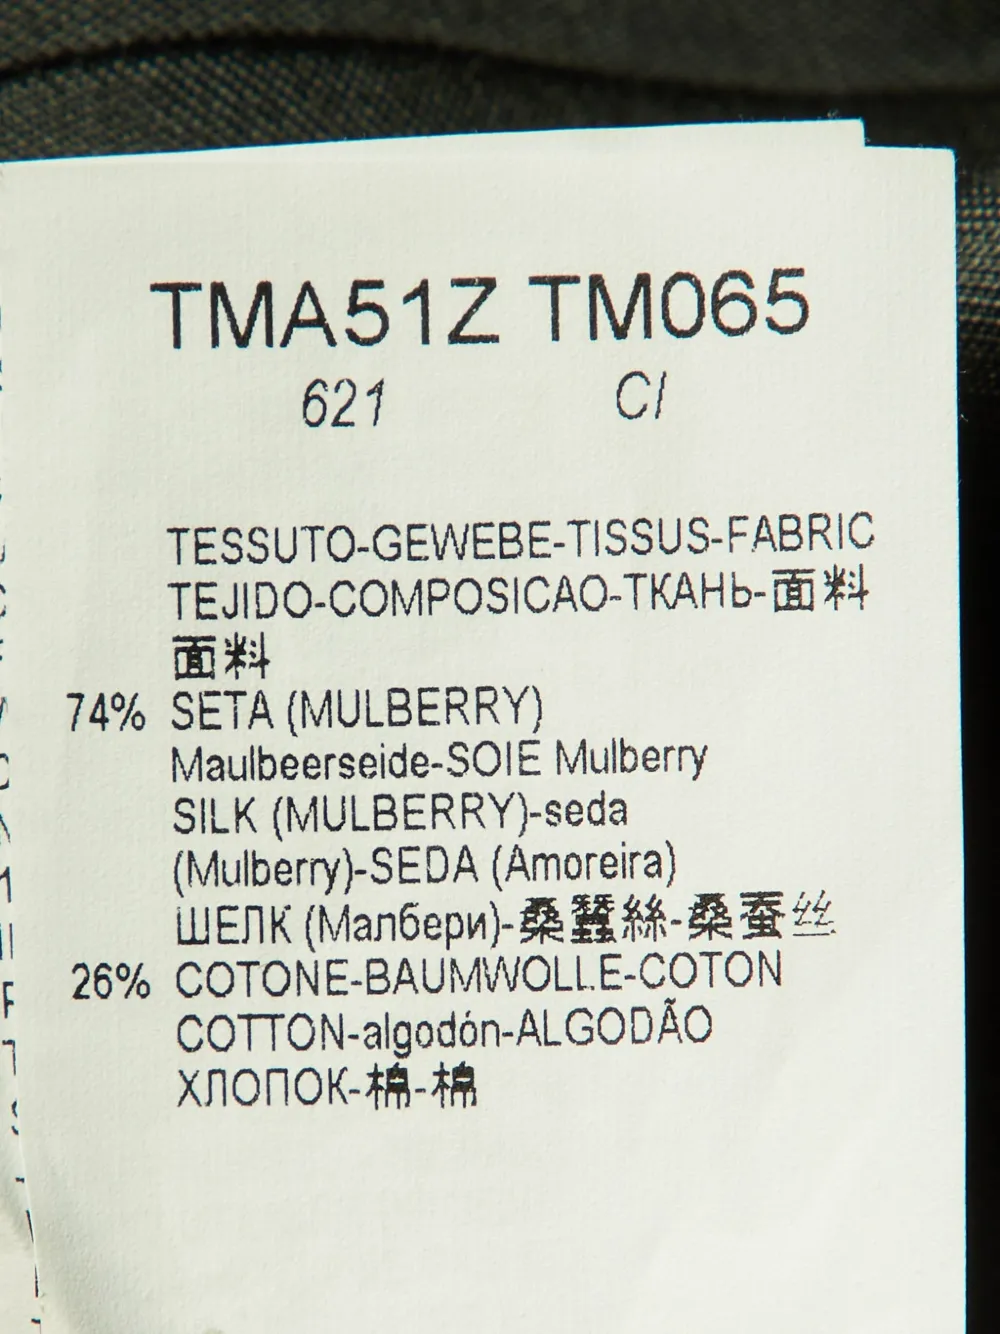 TMA51Z TM065
621 C/
TESSUTO-GEWEBE-TISSUS-FABRIC
TEJIDO-COMPOSICAO-ТКАНЬ-面料
面料
74% SETA (MULBERRY)
Maulbeerseide-SOIE Mulberry
SILK (MULBERRY)-seda
(Mulberry)-SEDA (Amoreira)
ШЕЛК (Малбери)-桑蠶絲-桑蚕丝
26% COTONE-BAUMWOLLE-COTON
COTTON-algodón-ALGODÃO
ХЛОПОК-棉-棉